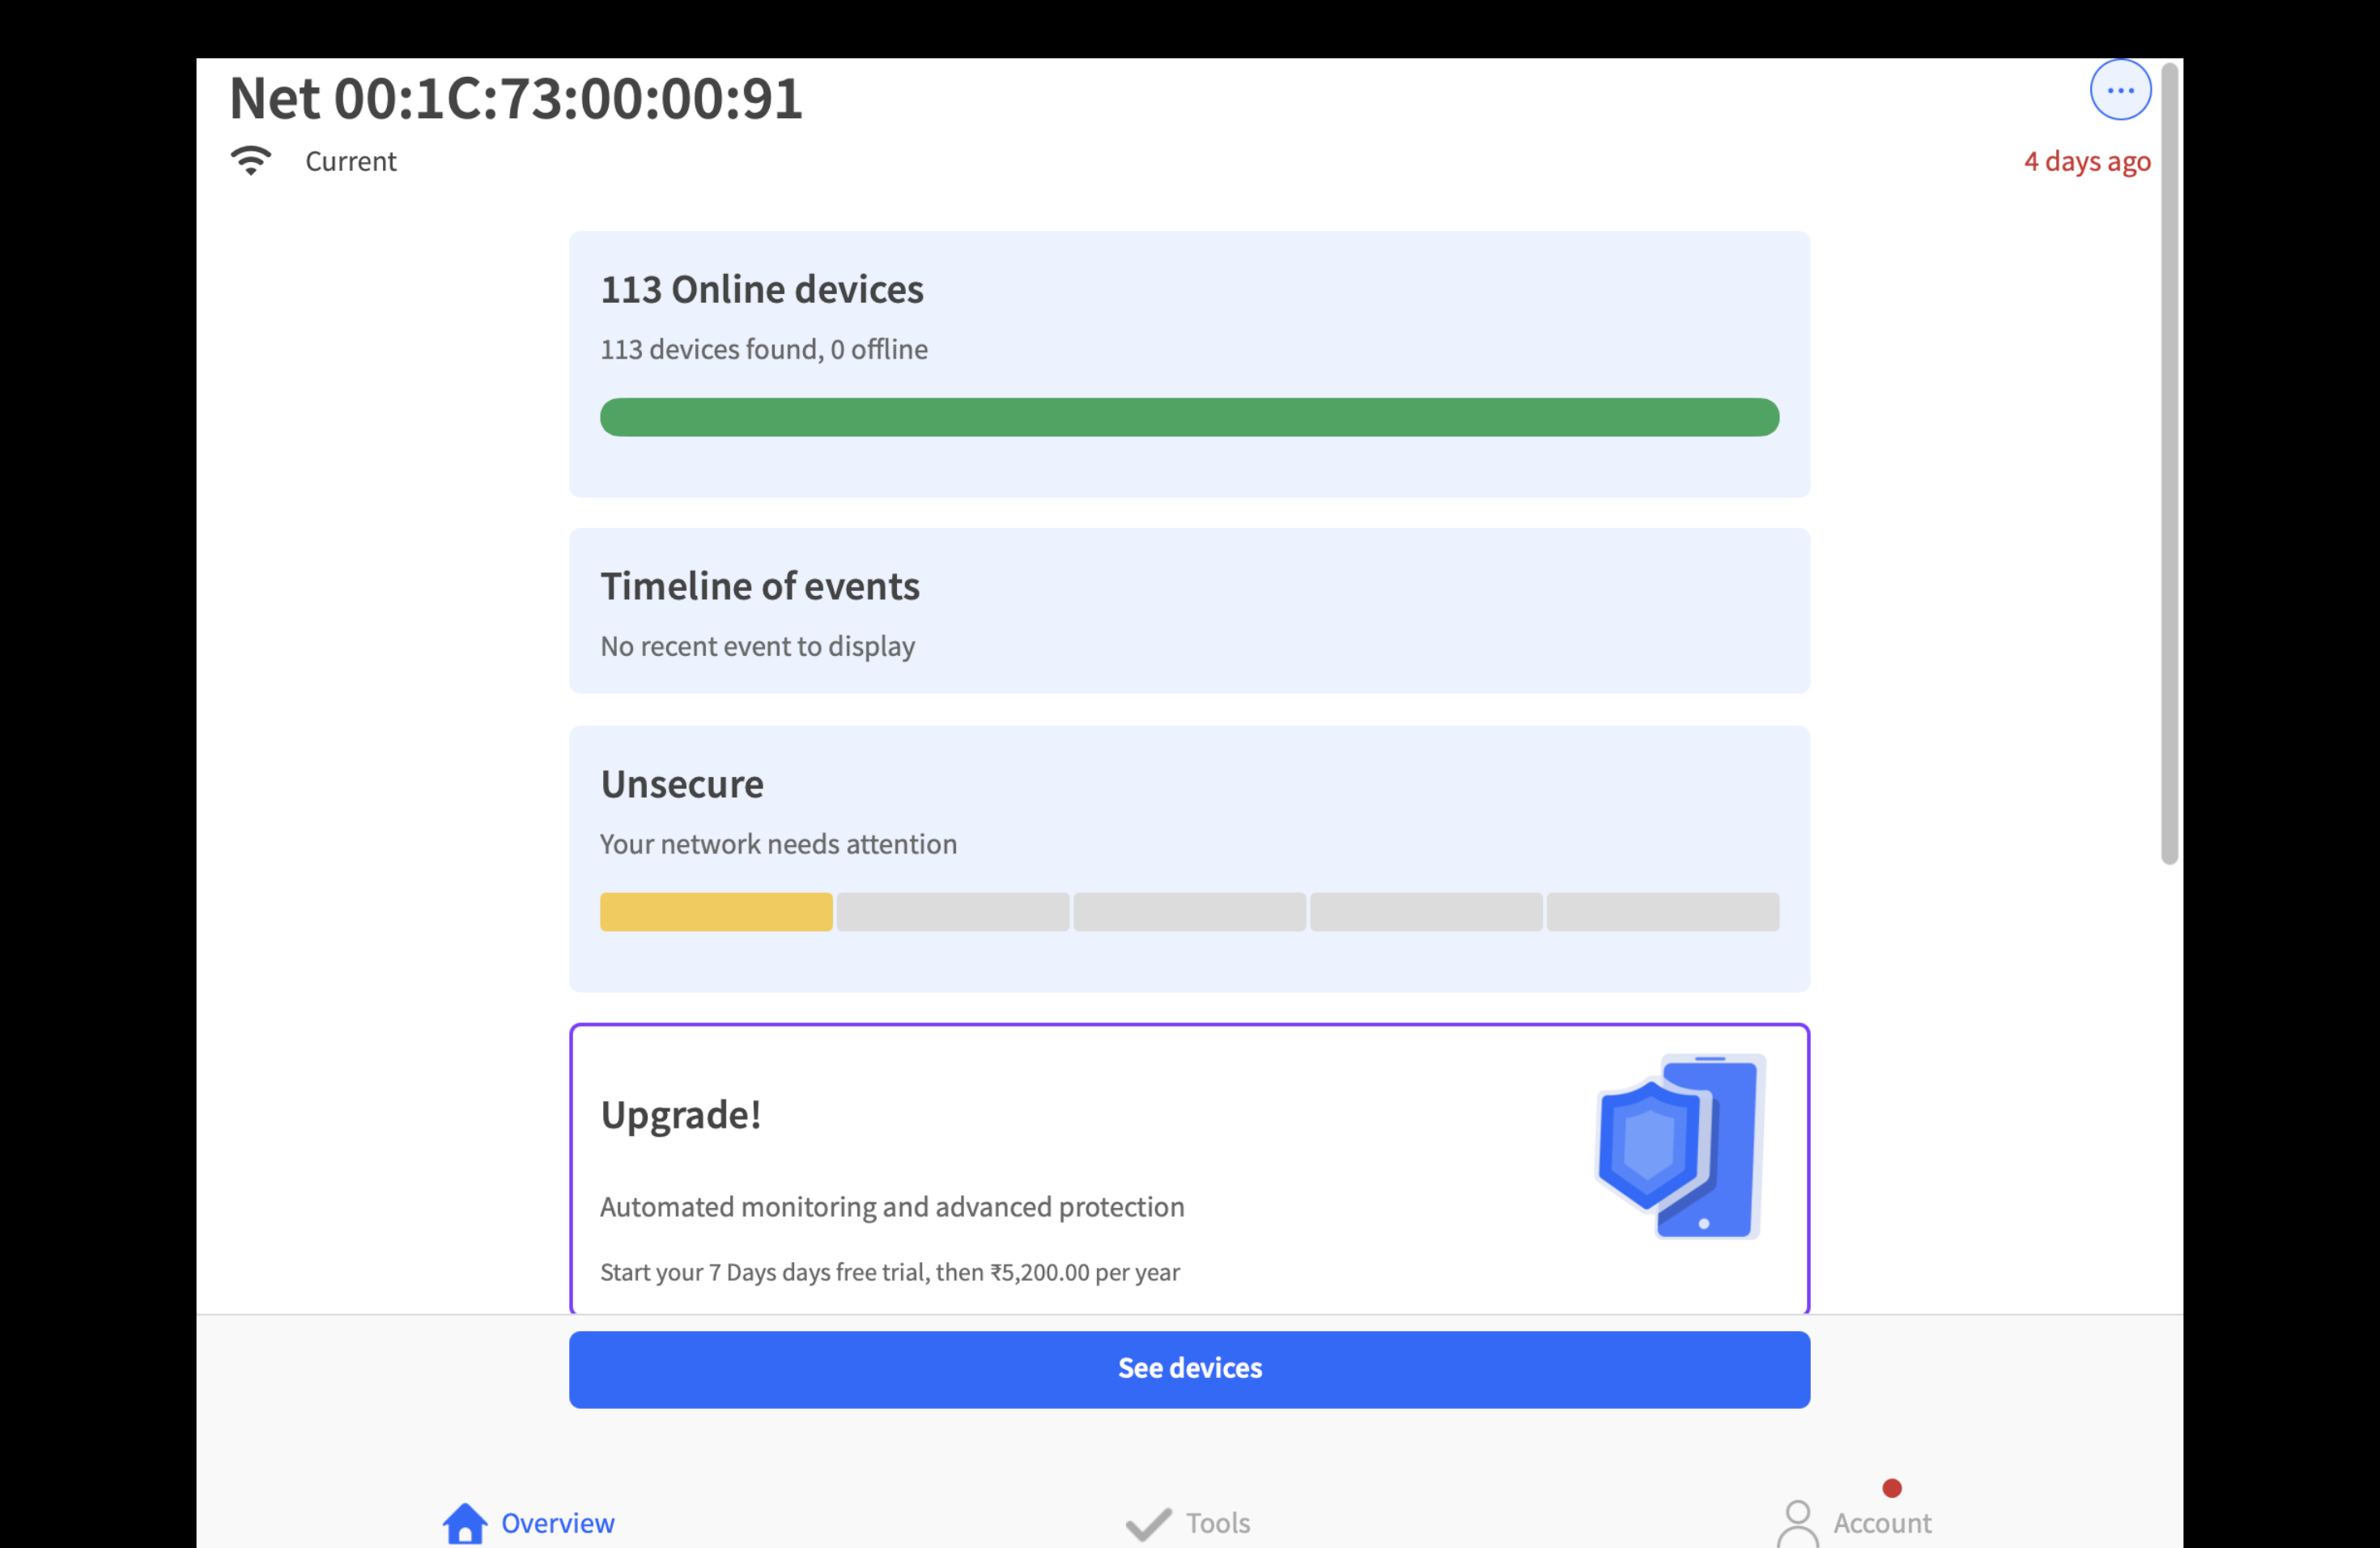 Net 00:1C:73:00:00:91
Current
4 days ago
113 Online devices
113 devices found, 0 offline
Timeline of events
No recent event to display
Unsecure
Your network needs attention
Upgrade!
Automated monitoring and advanced protection
Start your 7 Days days free trial, then ₹5,200.00 per year
See devices
Overview
Tools
Account